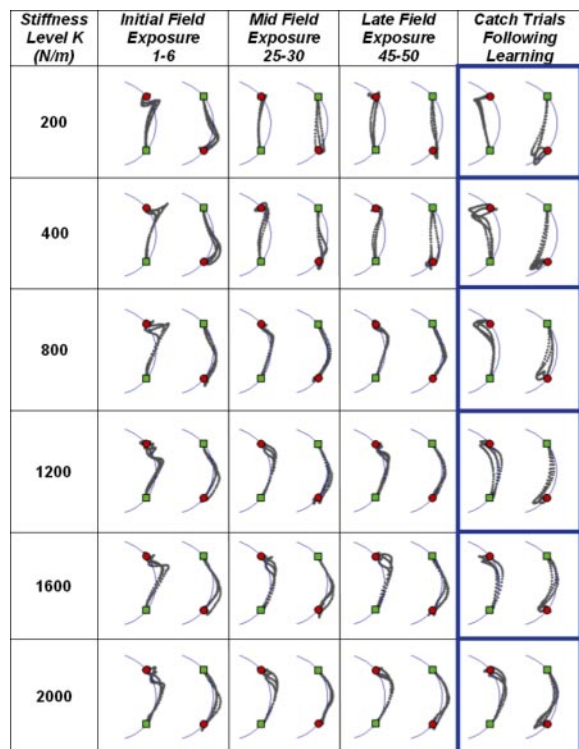 Stiffness Level K (N/m)
Initial Field Exposure 1-6
Mid Field Exposure 25-30
Late Field Exposure 45-50
Catch Trials Following Learning
200
400
800
1200
1600
2000